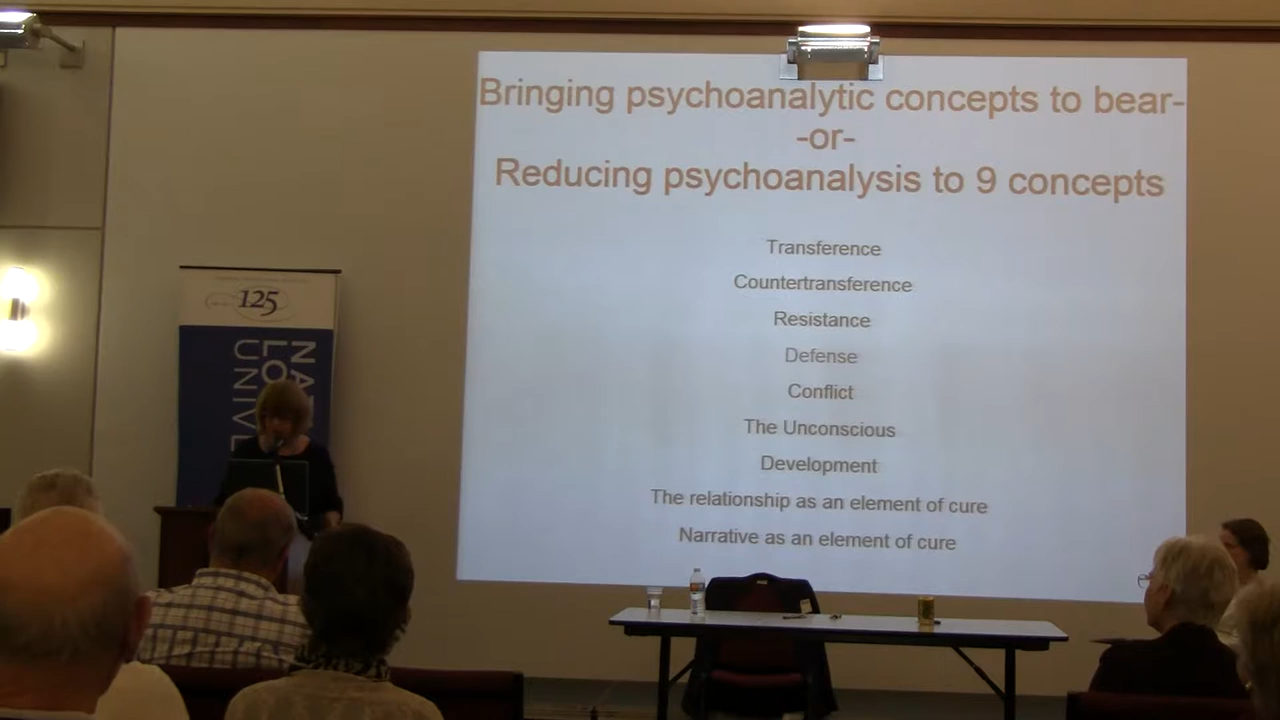 Bringing psychoanalytic concepts to bear-
-or-
Reducing psychoanalysis to 9 concepts
Transference
Countertransference
Resistance
Defense
Conflict
The Unconscious
Development
The relationship as an element of cure
Narrative as an element of cure
125